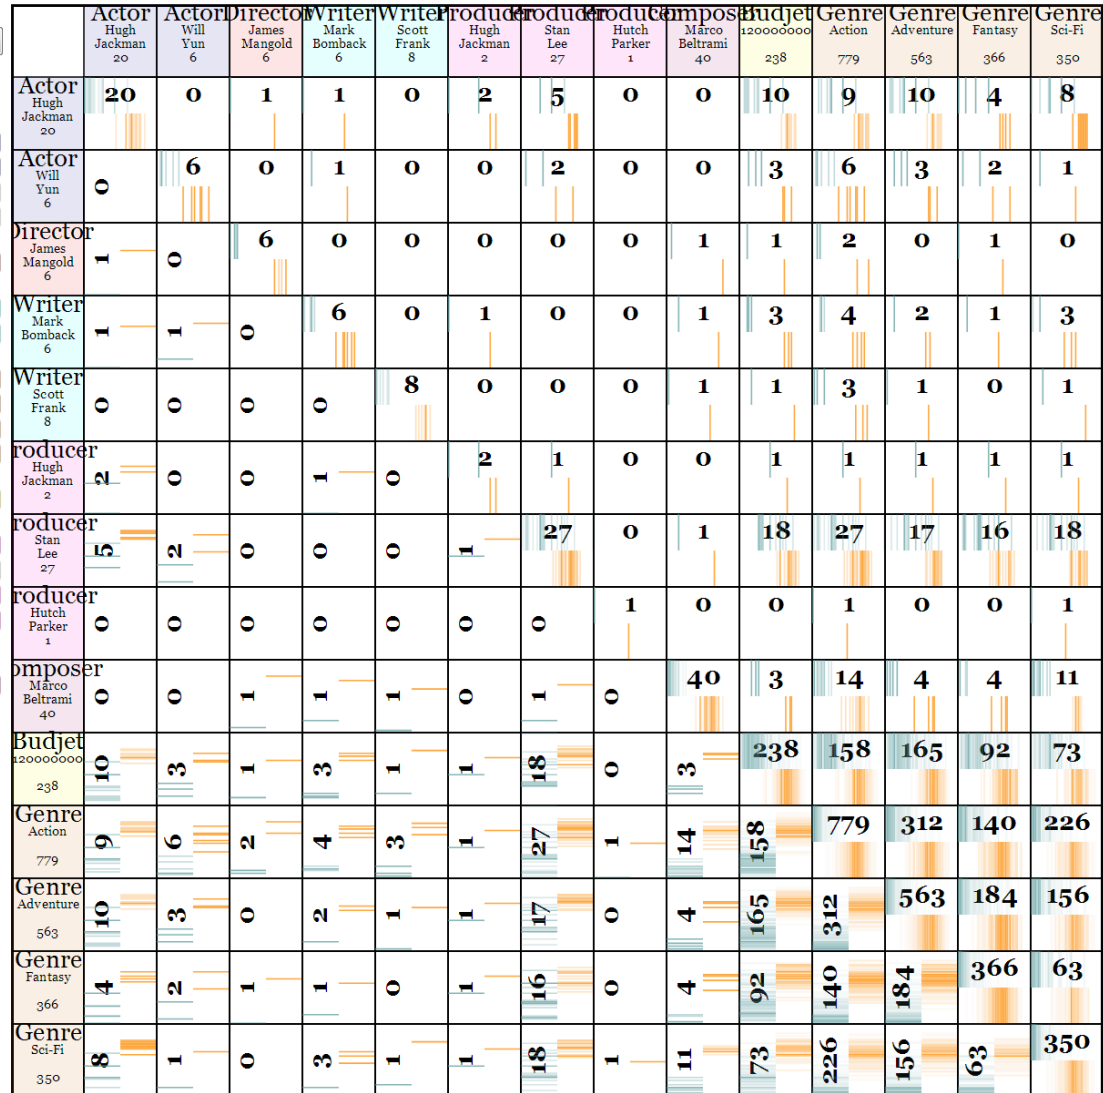 Actor Actor Director Writer Writer Producer Producer Producer Composer Budjet Genre Genre Genre Genre
Hugh Will James Mark Scott Hugh Stan Hutch Marco 120000000 Action Adventure Fantasy Sci-Fi
Jackman Yun Mangold Bomback Frank Jackman Lee Parker Beltrami
20 6 6 6 8 2 27 1 40 238 779 563 366 350
Actor
Hugh
Jackman
20
20 0 1 1 0 2 5 0 0 10 9 10 4 8
Actor
Will
Yun
6
0 6 0 1 0 0 2 0 0 3 6 3 2 1
Director
James
Mangold
6
1 0 6 0 0 0 0 0 1 1 2 0 1 0
Writer
Mark
Bomback
6
1 1 0 6 0 1 0 0 1 3 4 2 1 3
Writer
Scott
Frank
8
0 0 0 0 8 0 0 0 1 1 3 1 0 1
roducer
Hugh
Jackman
2
2 0 0 1 0 2 1 0 0 1 1 1 1 1
roducer
Stan
Lee
27
5 2 0 0 0 1 27 0 1 18 27 17 16 18
roducer
Hutch
Parker
1
0 0 0 0 0 0 0 1 0 0 1 0 0 1
omposer
Marco
Beltrami
40
0 0 1 1 1 0 1 0 40 3 14 4 4 11
Budjet
120000000
238
10 3 1 3 1 1 18 0 3 238 158 165 92 73
Genre
Action
779
9 6 2 4 3 1 27 1 14 158 779 312 140 226
Genre
Adventure
563
10 3 0 2 1 1 17 0 4 165 312 563 184 156
Genre
Fantasy
366
4 2 1 1 0 1 16 0 4 92 140 184 366 63
Genre
Sci-Fi
350
8 1 0 3 1 1 18 1 11 73 226 156 63 350